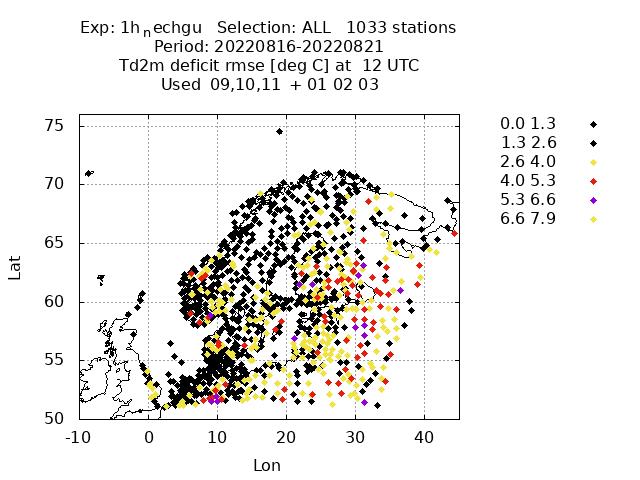 Exp: 1h_nechgu   Selection: ALL   1033 stations
Period: 20220816-20220821
Td2m deficit rmse [deg C] at  12 UTC
Used  09,10,11  + 01 02 03
0.0 1.3
1.3 2.6
2.6 4.0
4.0 5.3
5.3 6.6
6.6 7.9
75
70
65
60
55
50
Lat
-10 0 10 20 30 40
Lon